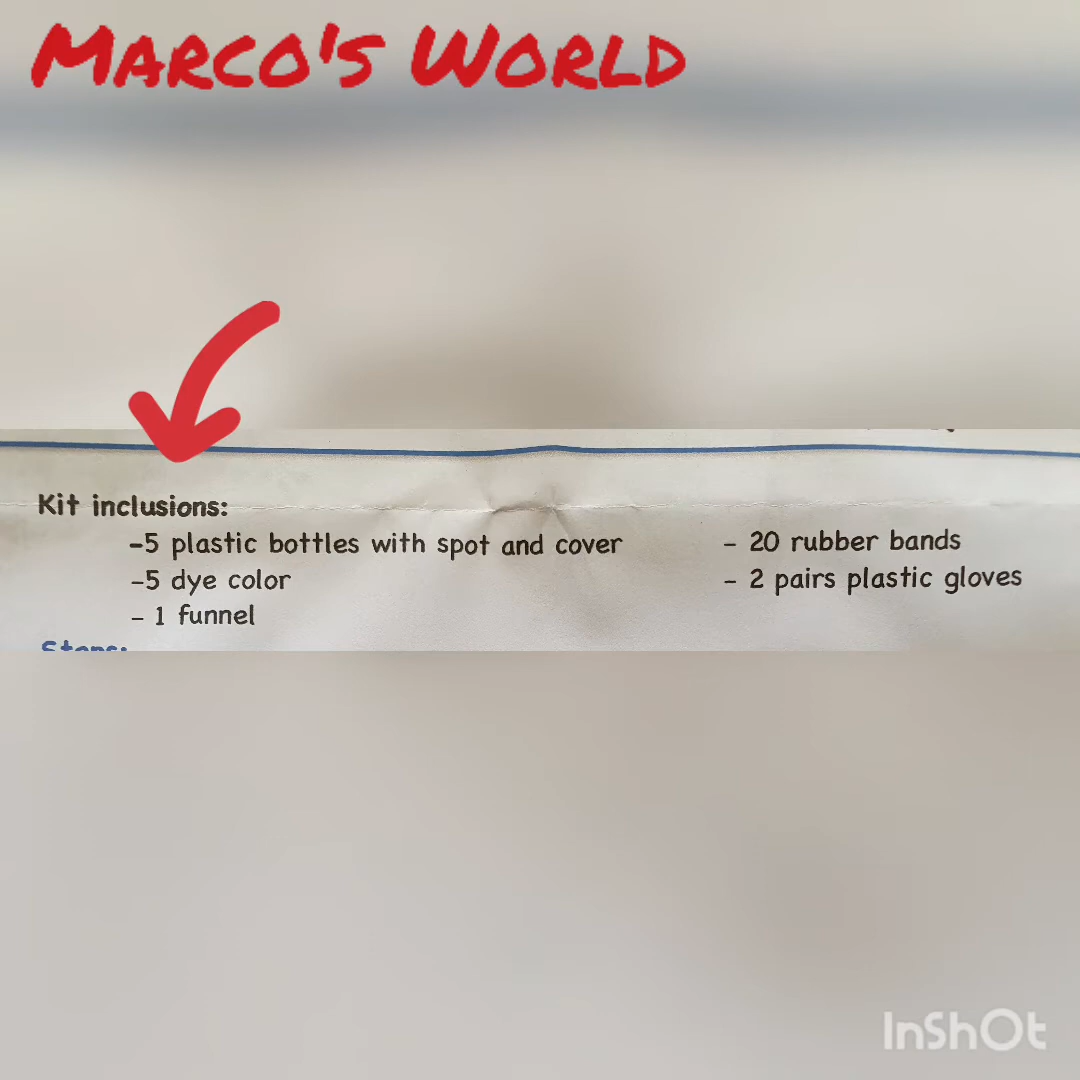 MARCO'S WORLD
Kit inclusions:
-5 plastic bottles with spot and cover
-5 dye color
- 1 funnel
- 20 rubber bands
- 2 pairs plastic gloves
Steps:
InShOt